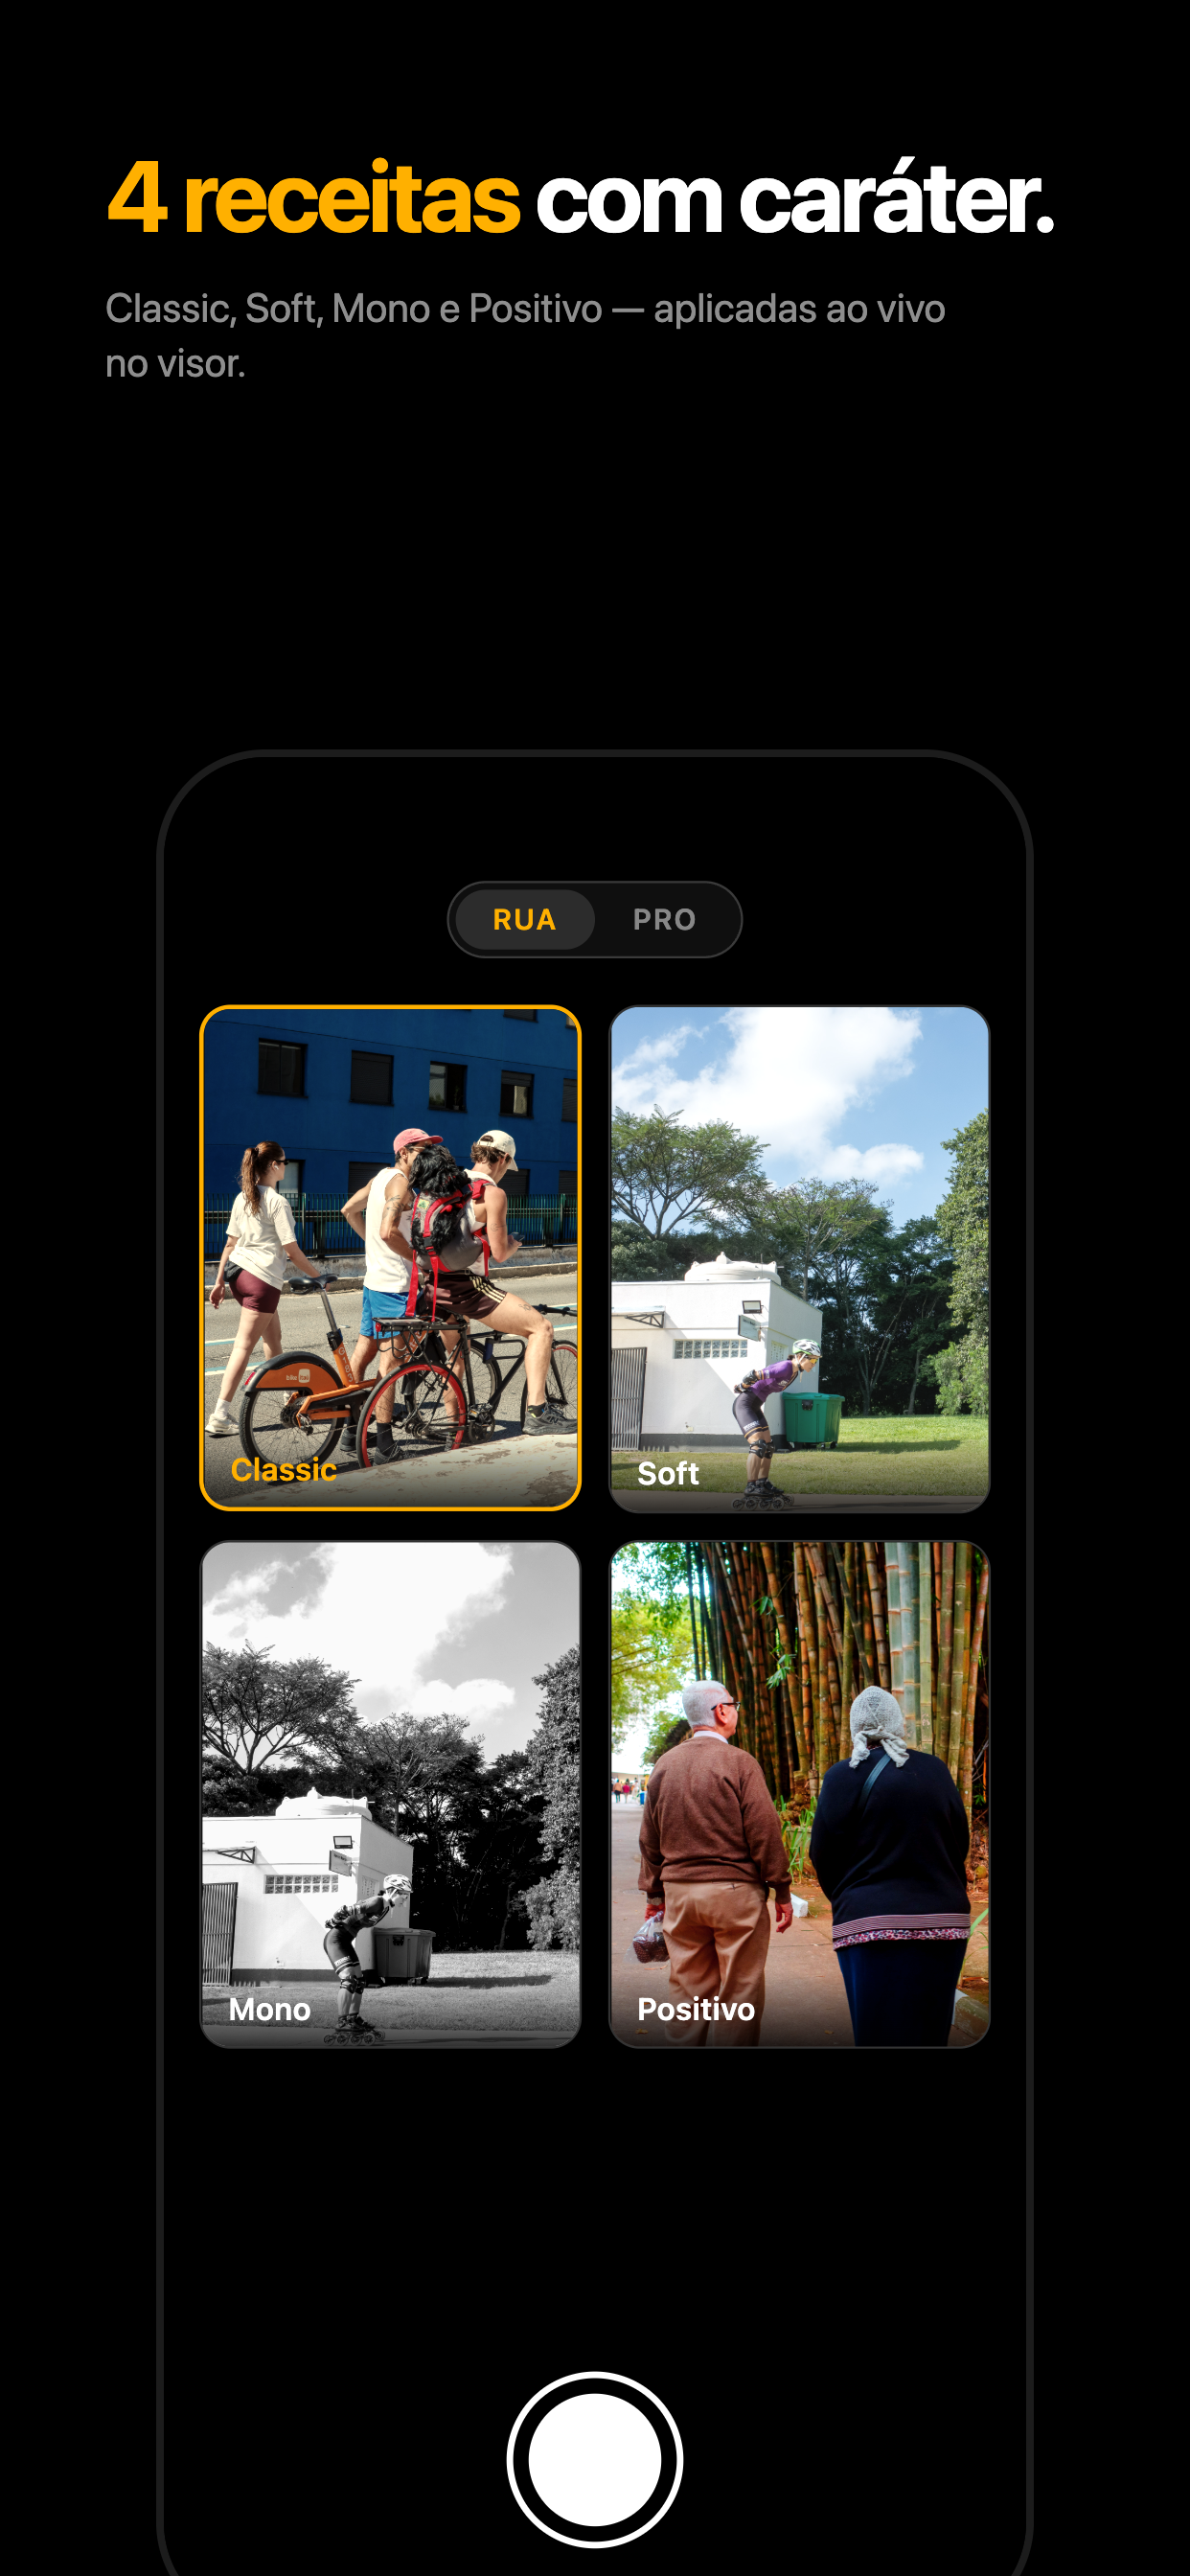 4 receitas com caráter.
Classic, Soft, Mono e Positivo — aplicadas ao vivo
no visor.
RUA PRO
Classic
Soft
Mono
Positivo